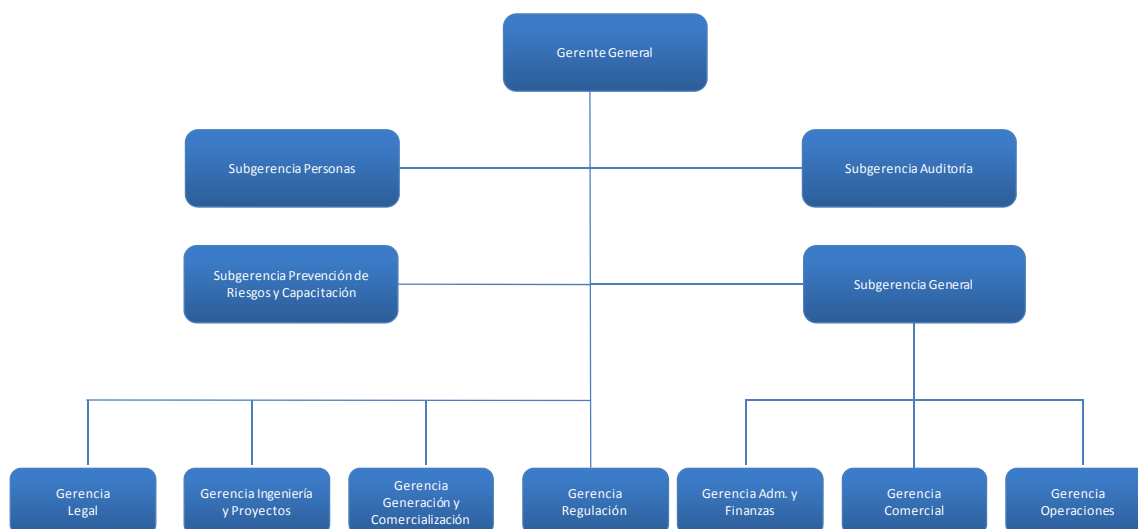 Gerente General
Subgerencia Personas
Subgerencia Auditoría
Subgerencia Prevención de
Riesgos y Capacitación
Subgerencia General
Gerencia
Legal
Gerencia Ingeniería
y Proyectos
Gerencia
Generación y
Comercialización
Gerencia
Regulación
Gerencia Adm. y
Finanzas
Gerencia
Comercial
Gerencia
Operaciones